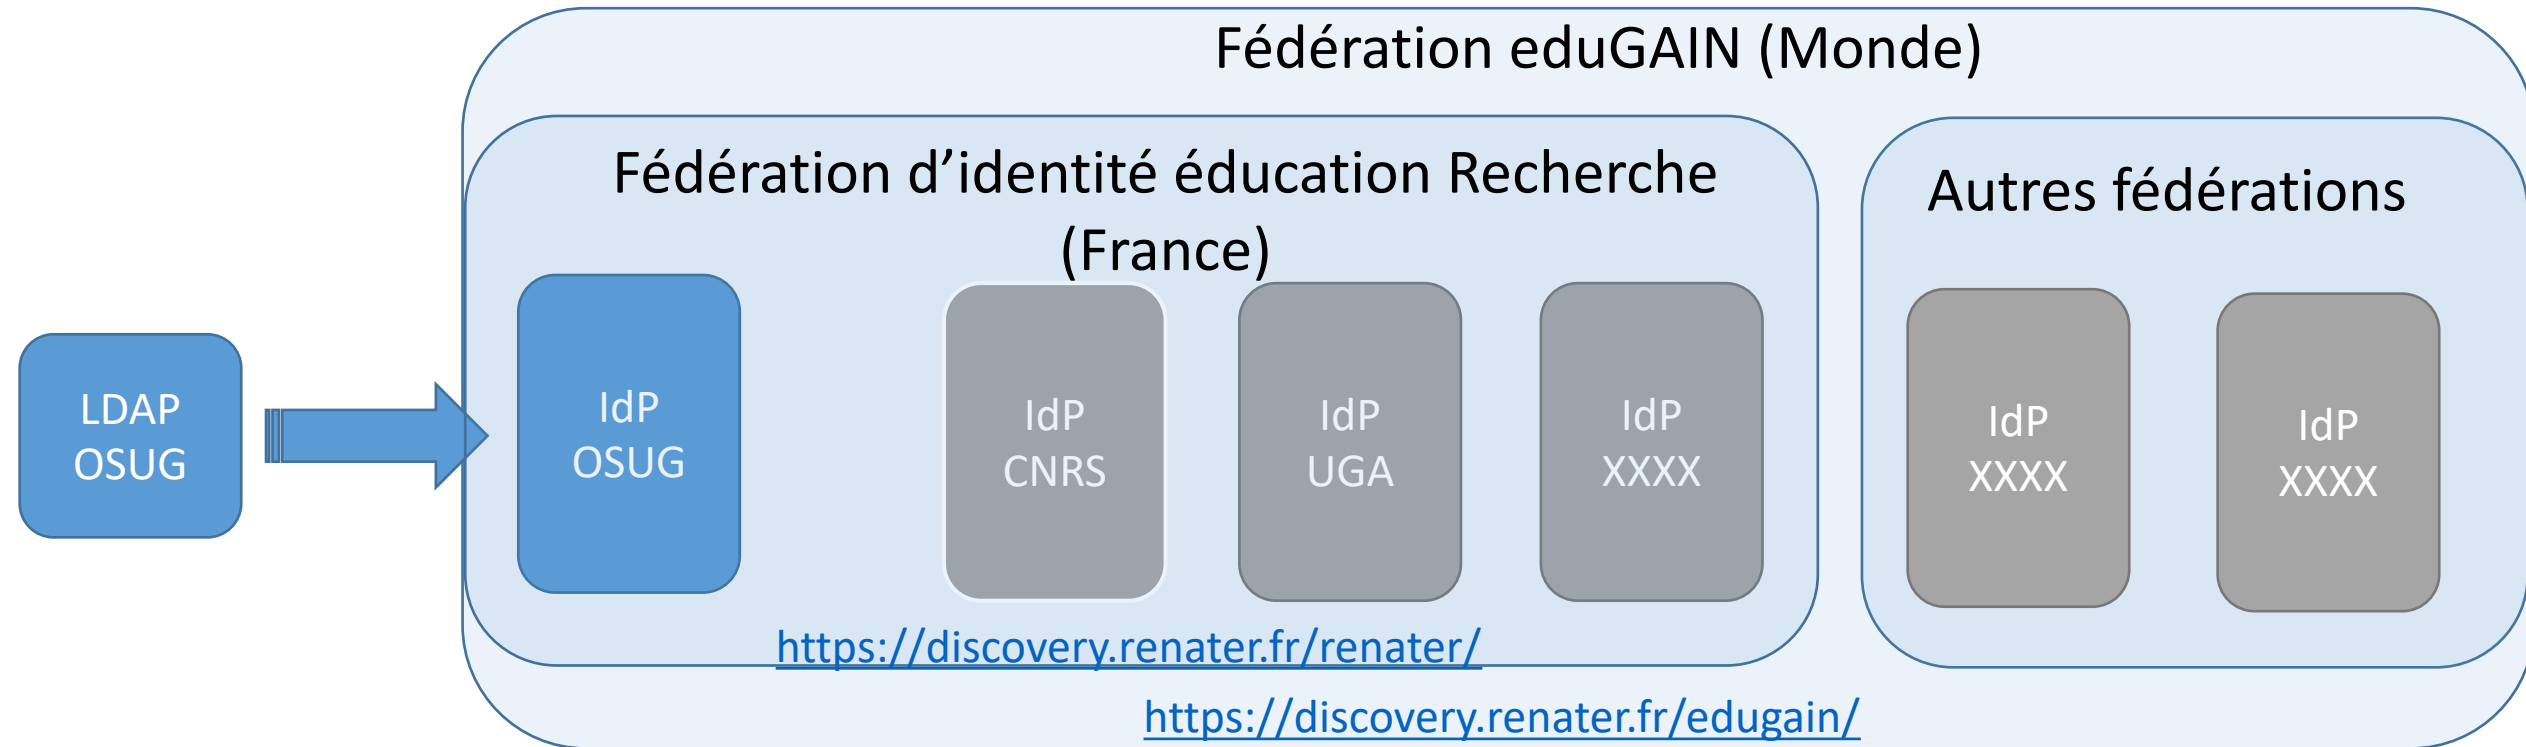 Fédération eduGAIN (Monde)
Fédération d’identité éducation Recherche
(France)
Autres fédérations
LDAP
OSUG
IdP
OSUG
IdP
CNRS
IdP
UGA
IdP
XXXX
IdP
XXXX
IdP
XXXX
https://discovery.renater.fr/renater/
https://discovery.renater.fr/edugain/